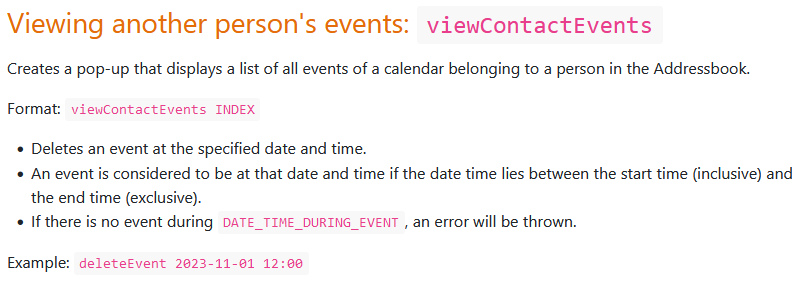 Viewing another person's events: viewContactEvents
Creates a pop-up that displays a list of all events of a calendar belonging to a person in the Addressbook.
Format: viewContactEvents INDEX
• Deletes an event at the specified date and time.
• An event is considered to be at that date and time if the date time lies between the start time (inclusive) and
the end time (exclusive).
• If there is no event during DATE_TIME_DURING_EVENT, an error will be thrown.
Example: deleteEvent 2023-11-01 12:00